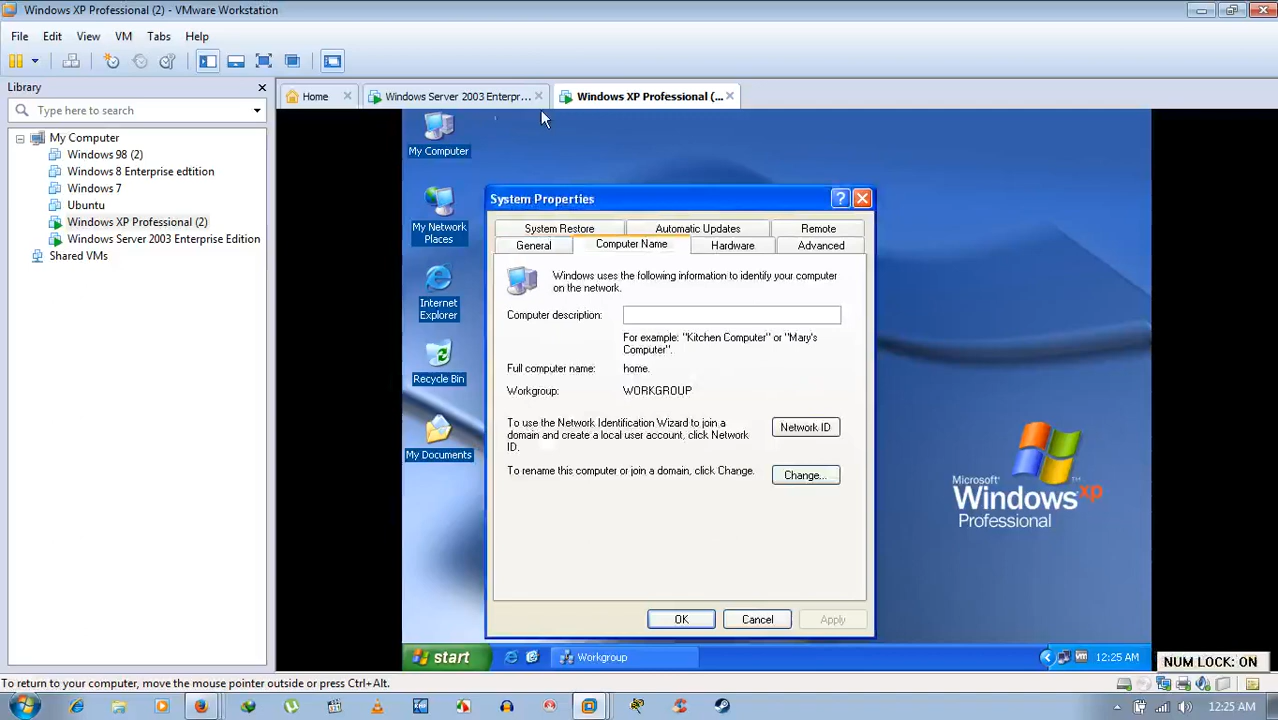 Windows XP Professional (2) - VMware Workstation
File Edit View VM Tabs Help
Library
Type here to search
My Computer
Windows 98 (2)
Windows 8 Enterprise edtition
Windows 7
Ubuntu
Windows XP Professional (2)
Windows Server 2003 Enterprise Edition
Shared VMs
Home
Windows Server 2003 Enterpr...
Windows XP Professional (...
My Computer
My Network
Places
Internet
Explorer
Recycle Bin
My Documents
System Properties
System Restore Automatic Updates Remote
General Computer Name Hardware Advanced
Windows uses the following information to identify your computer
on the network.
Computer description:
For example: "Kitchen Computer" or "Mary's
Computer".
Full computer name: home.
Workgroup: WORKGROUP
To use the Network Identification Wizard to join a
domain and create a local user account, click Network
ID.
Network ID
To rename this computer or join a domain, click Change.
Change...
OK Cancel Apply
Microsoft
Windows xp
Professional
start
Workgroup
12:25 AM
NUM LOCK: ON
To return to your computer, move the mouse pointer outside or press Ctrl+Alt.
12:25 AM